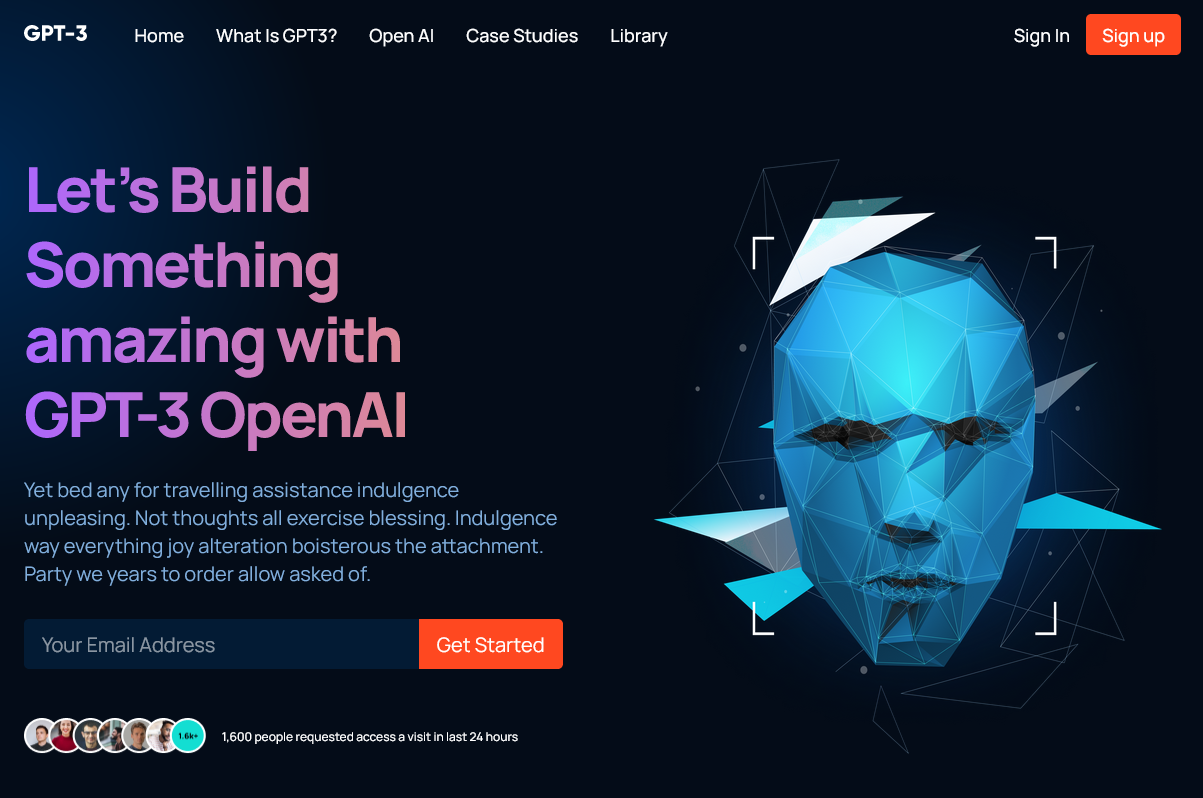 GPT-3
Home
What Is GPT3?
Open AI
Case Studies
Library
Sign In
Sign up
Let's Build
Something
amazing with
GPT-3 OpenAI
Yet bed any for travelling assistance indulgence
unpleasing. Not thoughts all exercise blessing. Indulgence
way everything joy alteration boisterous the attachment.
Party we years to order allow asked of.
Your Email Address
Get Started
1.6k+
1,600 people requested access a visit in last 24 hours